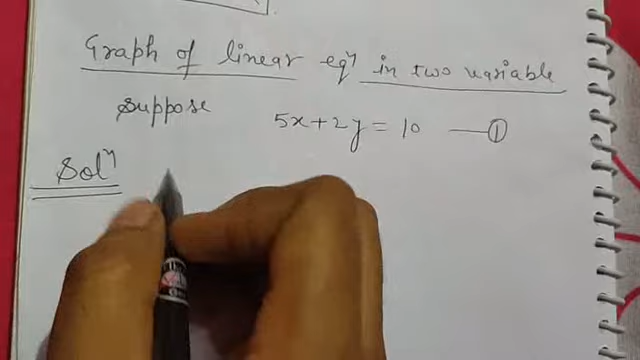 Graph of linear eqⁿ in two variable
Suppose 5x+2y = 10 —①
Solⁿ